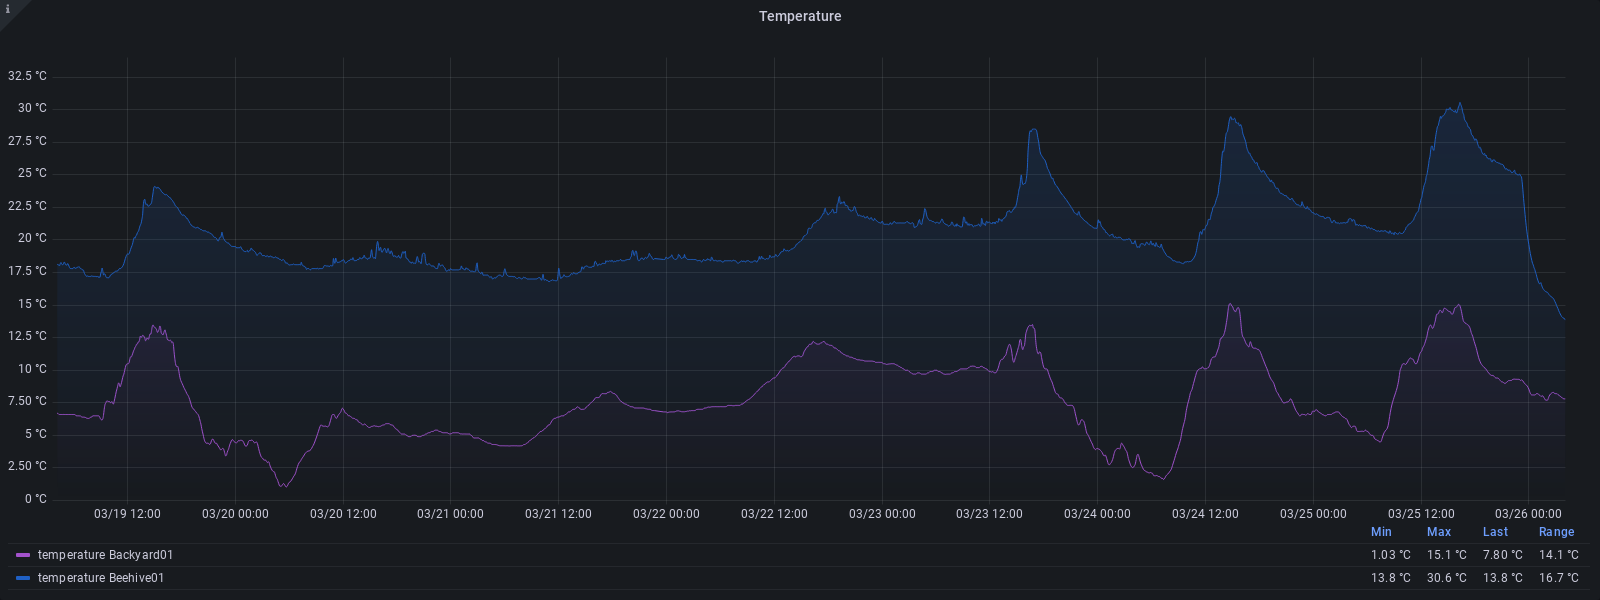 i
Temperature
32.5 °C
30 °C
27.5 °C
25 °C
22.5 °C
20 °C
17.5 °C
15 °C
12.5 °C
10 °C
7.50 °C
5 °C
2.50 °C
0 °C
03/19 12:00 03/20 00:00 03/20 12:00 03/21 00:00 03/21 12:00 03/22 00:00 03/22 12:00 03/23 00:00 03/23 12:00 03/24 00:00 03/24 12:00 03/25 00:00 03/25 12:00 03/26 00:00
Min Max Last Range
temperature Backyard01 1.03 °C 15.1 °C 7.80 °C 14.1 °C
temperature Beehive01 13.8 °C 30.6 °C 13.8 °C 16.7 °C